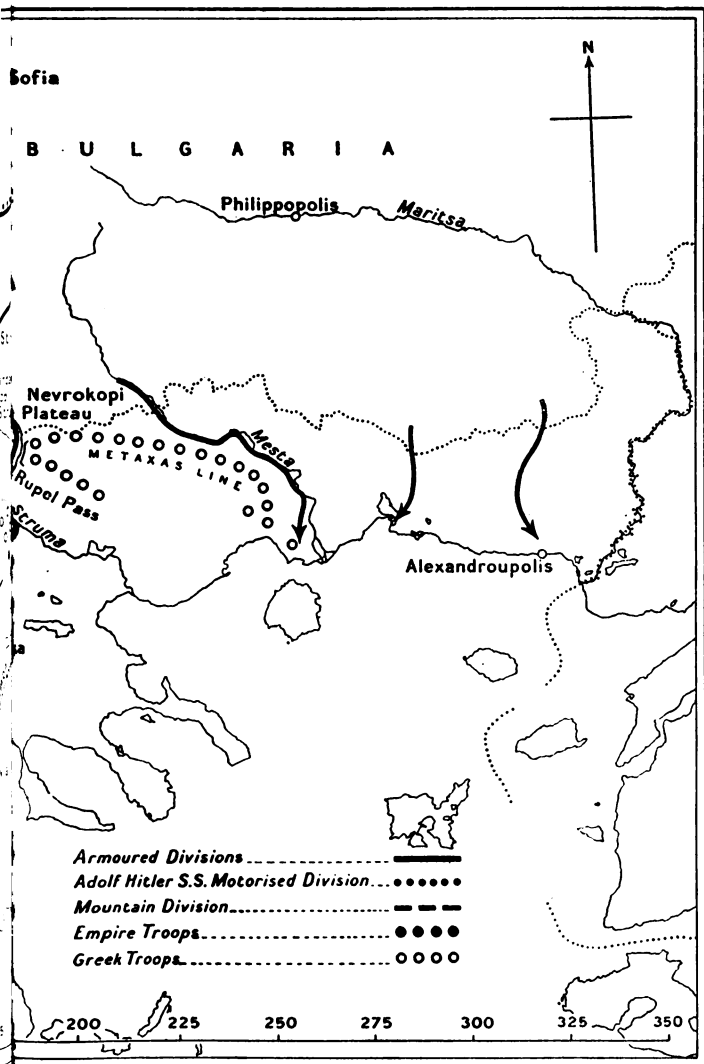 N
Sofia
B U L G A R I A
Philippopolis
Maritsa
Nevrokopi
Plateau
Mesta
METAXAS LINE
Rupel Pass
Struma
Alexandroupolis
Armoured Divisions
Adolf Hitler S.S. Motorised Division
Mountain Division
Empire Troops
Greek Troops
200 225 250 275 300 325 350